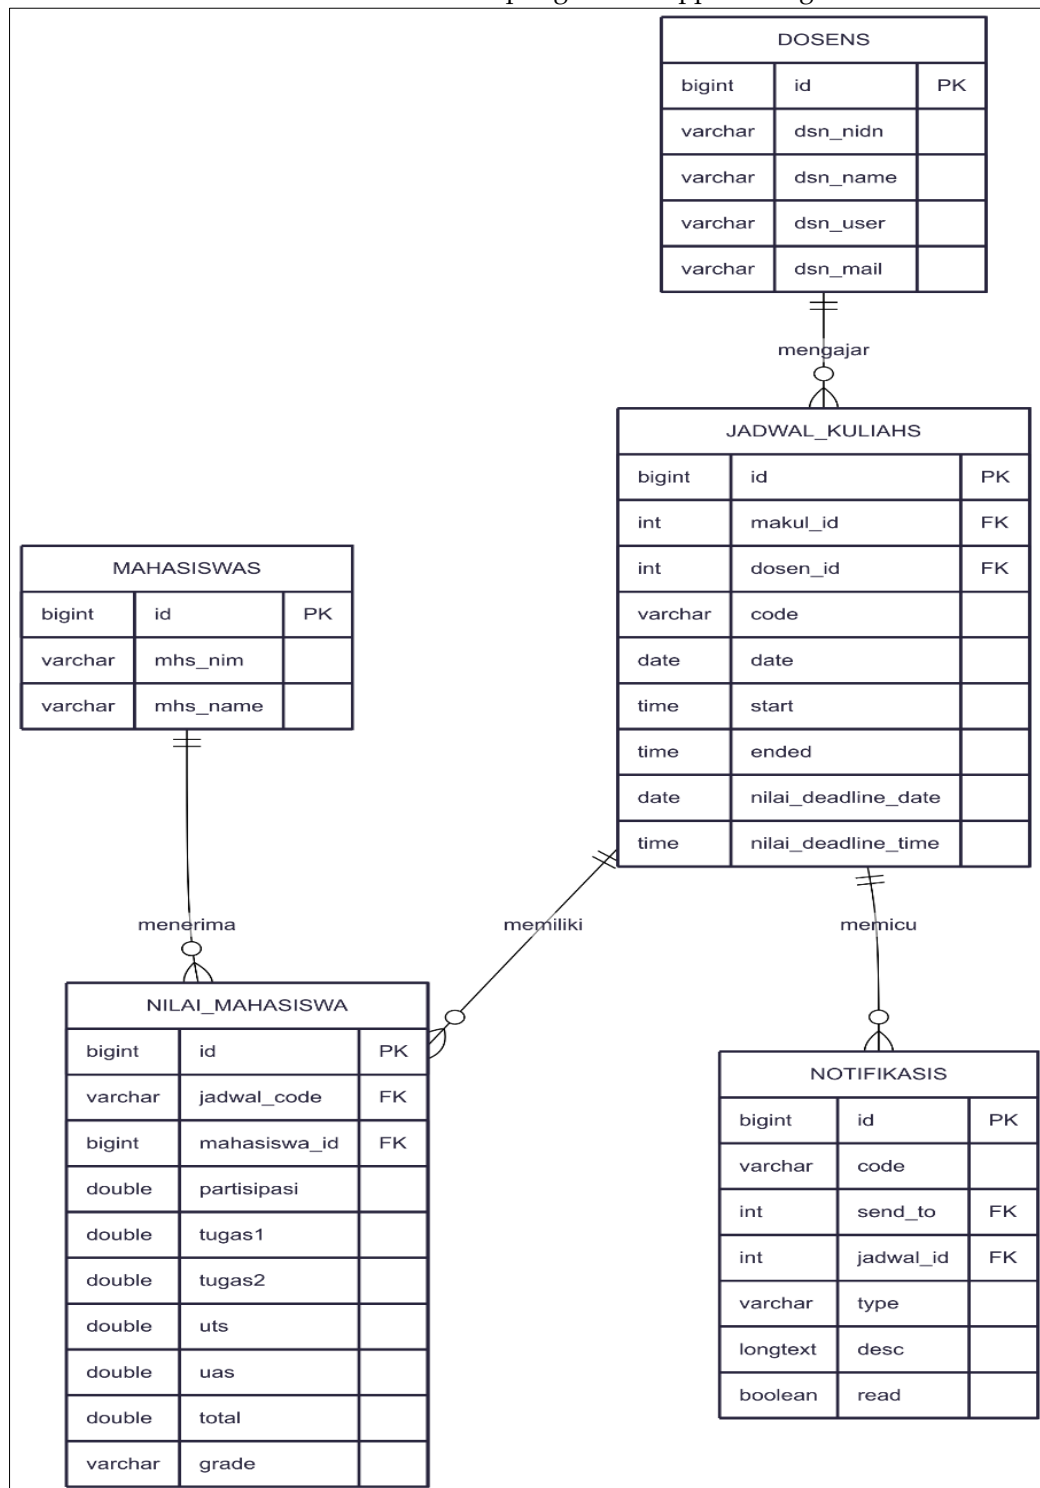 DOSENS
bigint id PK
varchar dsn_nidn
varchar dsn_name
varchar dsn_user
varchar dsn_mail
mengajar
JADWAL_KULIAHS
bigint id PK
int makul_id FK
int dosen_id FK
varchar code
date date
time start
time ended
date nilai_deadline_date
time nilai_deadline_time
MAHASISWAS
bigint id PK
varchar mhs_nim
varchar mhs_name
menerima
memiliki
memicu
NILAI_MAHASISWA
bigint id PK
varchar jadwal_code FK
bigint mahasiswa_id FK
double partisipasi
double tugas1
double tugas2
double uts
double uas
double total
varchar grade
NOTIFIKASIS
bigint id PK
varchar code
int send_to FK
int jadwal_id FK
varchar type
longtext desc
boolean read